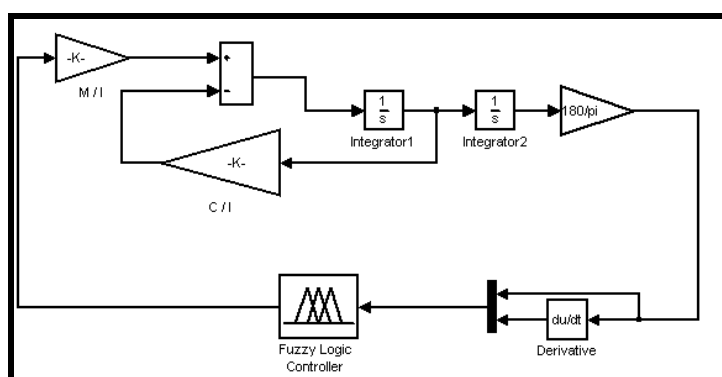 -K-
M / I
+
-
1
s
Integrator1
1
s
Integrator2
180/pi
-K-
C / I
Fuzzy Logic
Controller
du/dt
Derivative